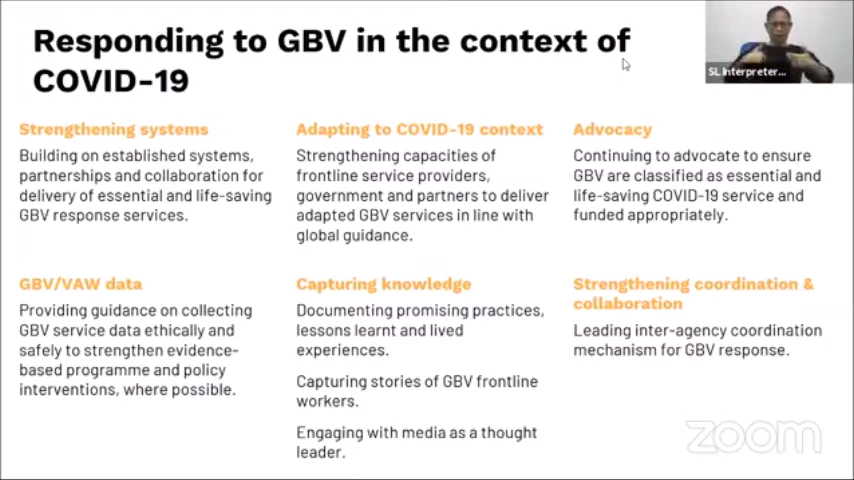 Responding to GBV in the context of
COVID-19
SL Interpreter...
Strengthening systems
Building on established systems,
partnerships and collaboration for
delivery of essential and life-saving
GBV response services.
Adapting to COVID-19 context
Strengthening capacities of
frontline service providers,
government and partners to deliver
adapted GBV services in line with
global guidance.
Advocacy
Continuing to advocate to ensure
GBV are classified as essential and
life-saving COVID-19 service and
funded appropriately.
GBV/VAW data
Providing guidance on collecting
GBV service data ethically and
safely to strengthen evidence-
based programme and policy
interventions, where possible.
Capturing knowledge
Documenting promising practices,
lessons learnt and lived
experiences.
Capturing stories of GBV frontline
workers.
Engaging with media as a thought
leader.
Strengthening coordination &
collaboration
Leading inter-agency coordination
mechanism for GBV response.
zoom